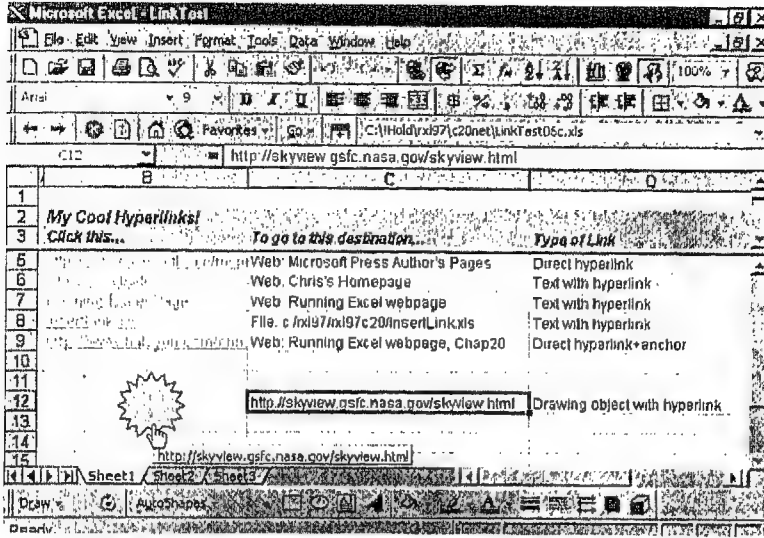 Microsoft Excel - LinkTest
File Edit View Insert Format Tools Data Window Help
100%
Arial 9 B I U $ % ,
Favorites Go C:\!Hold\rxl97\c20net\LinkTest06c.xls
C12 = http://skyview.gsfc.nasa.gov/skyview.html
B C D
1
2 My Cool Hyperlinks!
3 Click this... To go to this destination... Type of Link
5 Web: Microsoft Press Author's Pages Direct hyperlink
6 Web: Chris's Homepage Text with hyperlink
7 Web: Running Excel webpage Text with hyperlink
8 File: c:/rxl97/rxl97c20/InsertLink.xls Text with hyperlink
9 Web: Running Excel webpage, Chap20 Direct hyperlink+anchor
10
11
12 http://skyview.gsfc.nasa.gov/skyview.html Drawing object with hyperlink
13
14
http://skyview.gsfc.nasa.gov/skyview.html
15
Sheet1 Sheet2 Sheet3
Draw AutoShapes
Ready